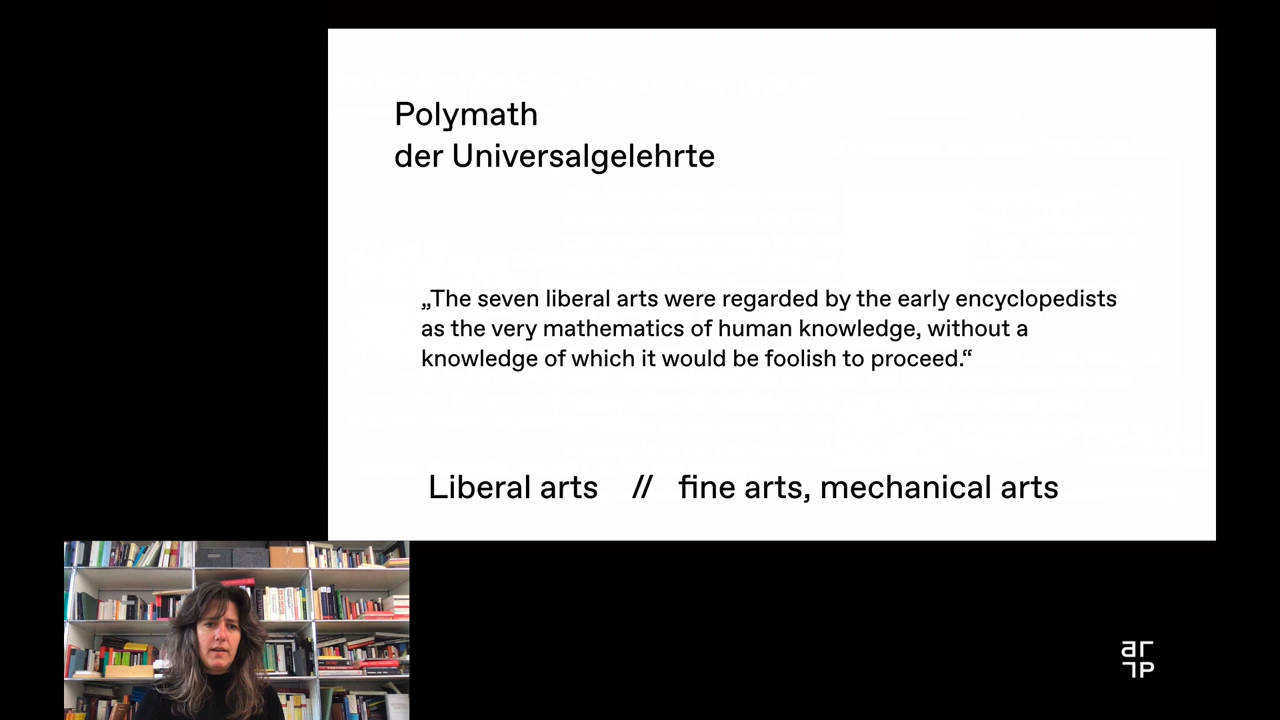 Polymath
der Universalgelehrte
„The seven liberal arts were regarded by the early encyclopedists
as the very mathematics of human knowledge, without a
knowledge of which it would be foolish to proceed.“
Liberal arts // fine arts, mechanical arts